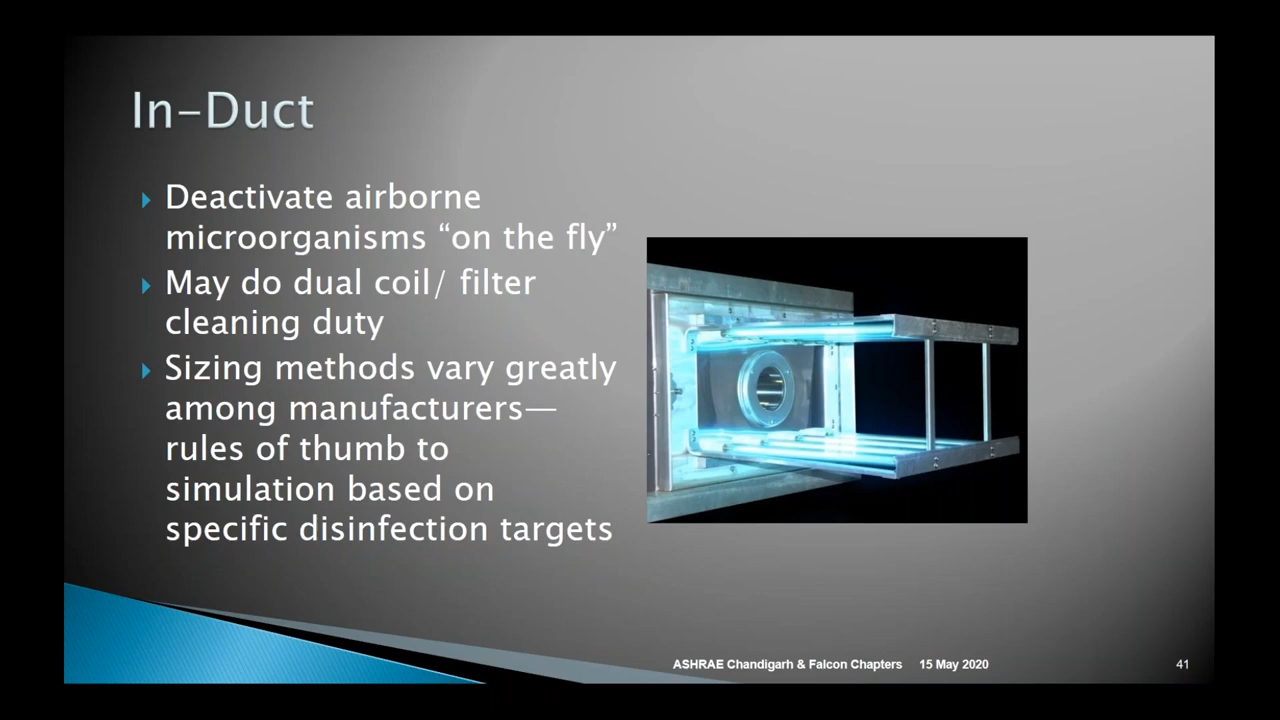 In-Duct
Deactivate airborne
microorganisms “on the fly”
May do dual coil/ filter
cleaning duty
Sizing methods vary greatly
among manufacturers—
rules of thumb to
simulation based on
specific disinfection targets
ASHRAE Chandigarh & Falcon Chapters 15 May 2020 41